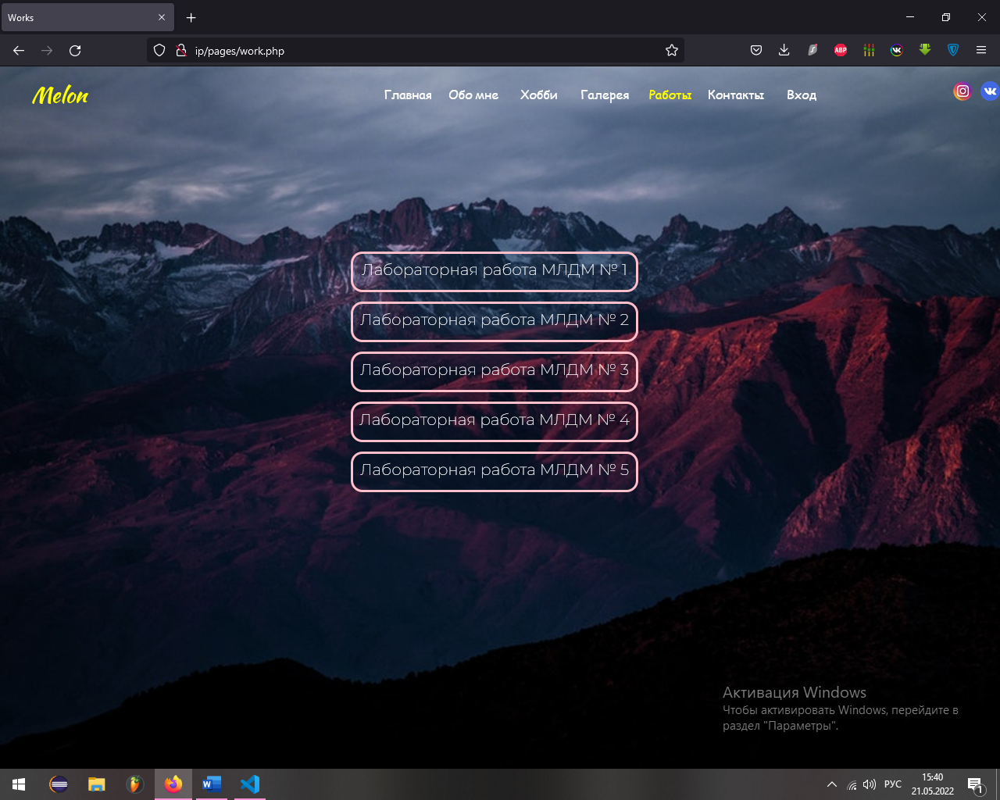 Works
ip/pages/work.php
ABP
Melon
Главная Обо мне Хобби Галерея Работы Контакты Вход
Лабораторная работа МЛДМ № 1
Лабораторная работа МЛДМ № 2
Лабораторная работа МЛДМ № 3
Лабораторная работа МЛДМ № 4
Лабораторная работа МЛДМ № 5
Активация Windows
Чтобы активировать Windows, перейдите в
раздел "Параметры".
РУС
15:40
21.05.2022
1